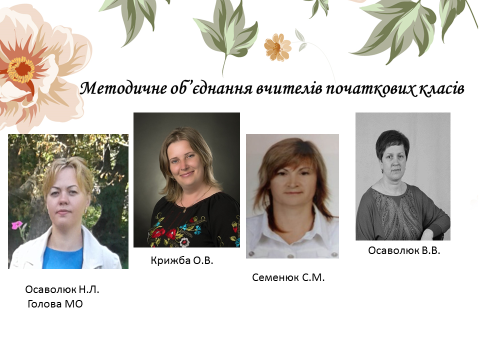 Методичне об’єднання вчителів початкових класів
Осаволюк Н.Л.
Голова МО
Крижба О.В.
Семенюк С.М.
Осаволюк В.В.